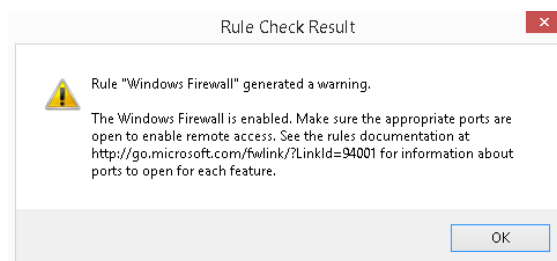 Rule Check Result
Rule "Windows Firewall" generated a warning.
The Windows Firewall is enabled. Make sure the appropriate ports are
open to enable remote access. See the rules documentation at
http://go.microsoft.com/fwlink/?LinkId=94001 for information about
ports to open for each feature.
OK